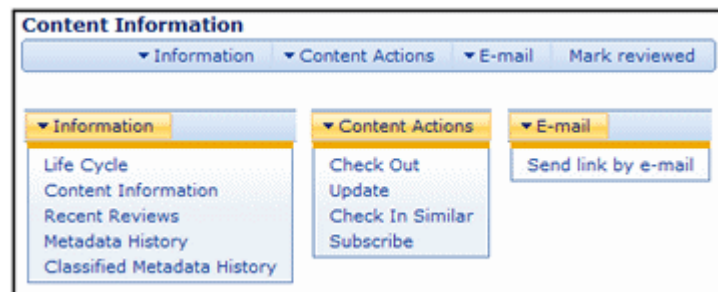 Content Information
Information Content Actions E-mail Mark reviewed
Information
Life Cycle
Content Information
Recent Reviews
Metadata History
Classified Metadata History
Content Actions
Check Out
Update
Check In Similar
Subscribe
E-mail
Send link by e-mail